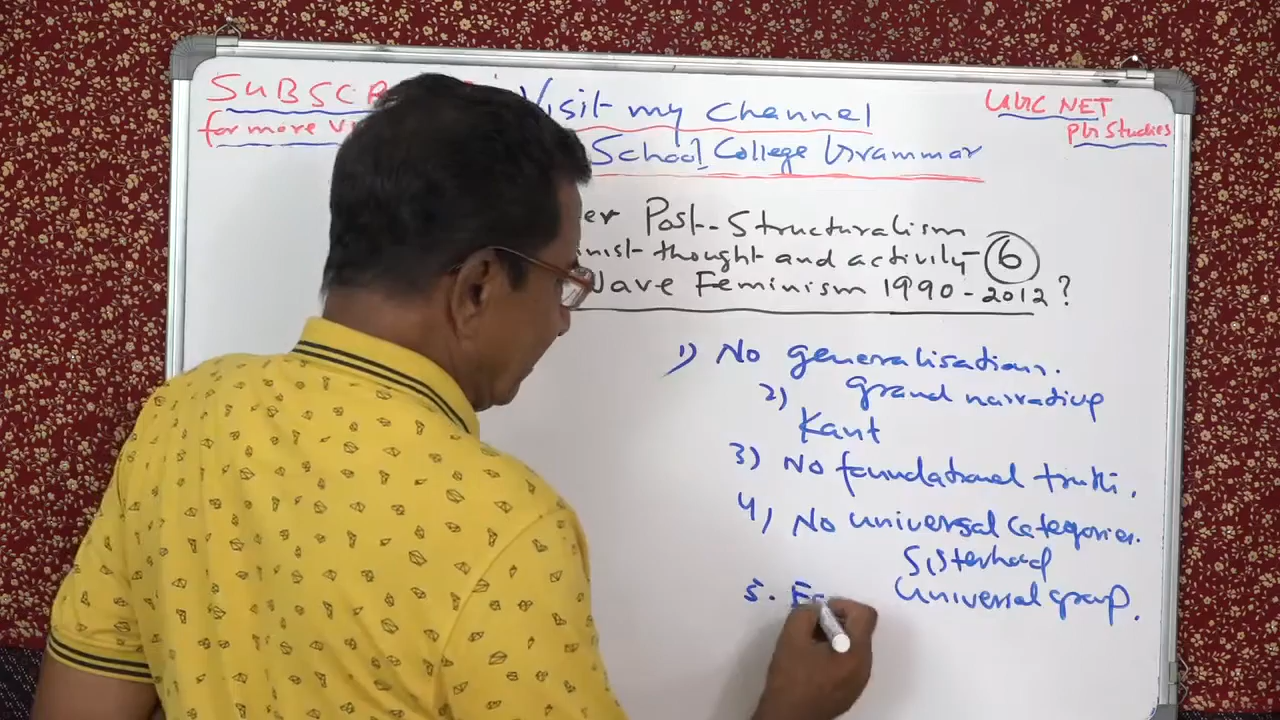 SUBSCR Visit my Channel
for more v School, College Grammar
UGC NET
Ph Studies
er Post-Structuralism
inist thought and activity- 6
Wave Feminism 1990-2012?
1) No generalisations.
2) Grand narrative
Kant
3) No foundational truth.
4) No universal categories.
Sisterhood
Universal group.
5.